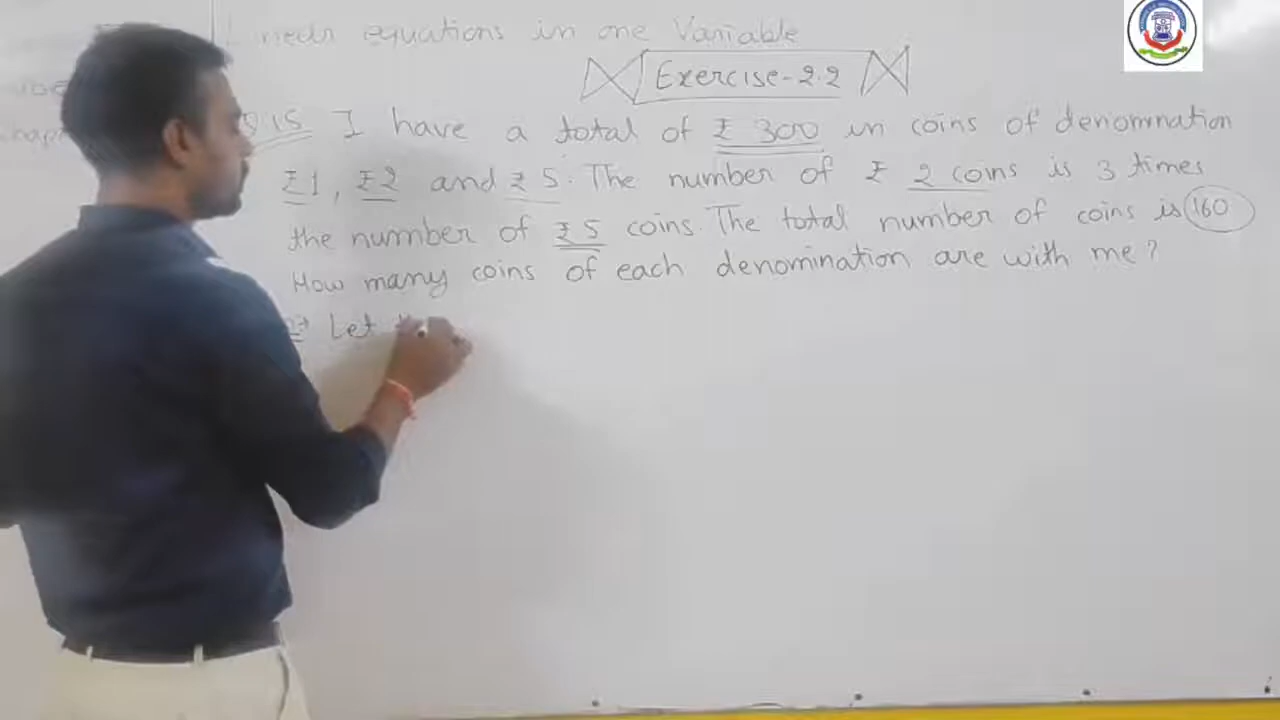 Linear equations in one Variable
Exercise-2.2
I have a total of ₹ 300 in coins of denomnation
₹1, ₹2 and ₹ 5. The number of ₹ 2 coins is 3 times
the number of ₹ 5 coins. The total number of coins is 160
How many coins of each denomination are with me?
Let